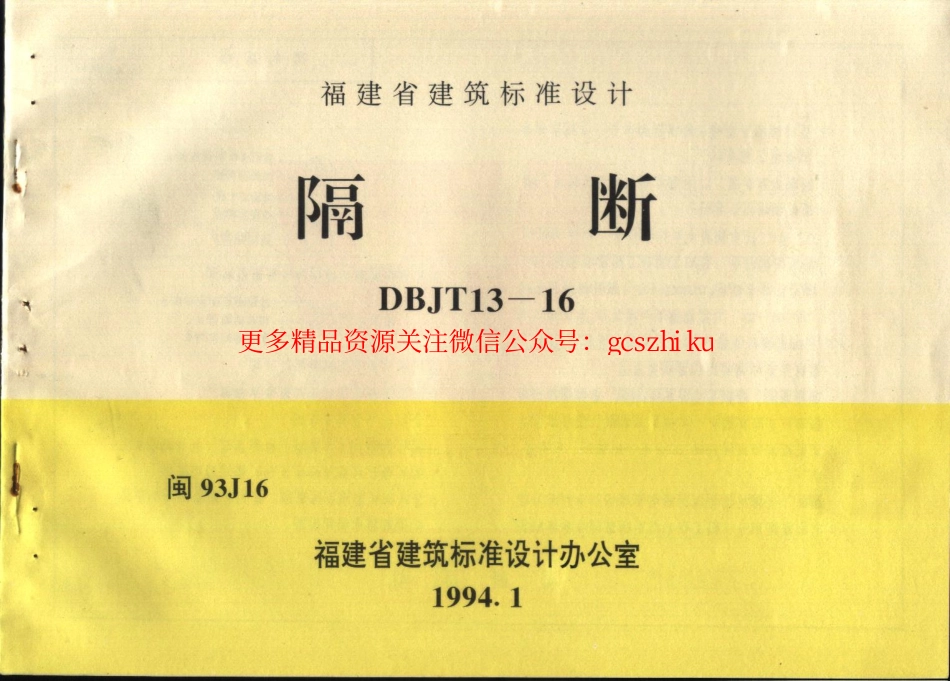 福建省建筑标准设计
隔 断
DBJT13－16
更多精品资源关注微信公众号：gcszhiku
闽 93J16
福建省建筑标准设计办公室
1994.1